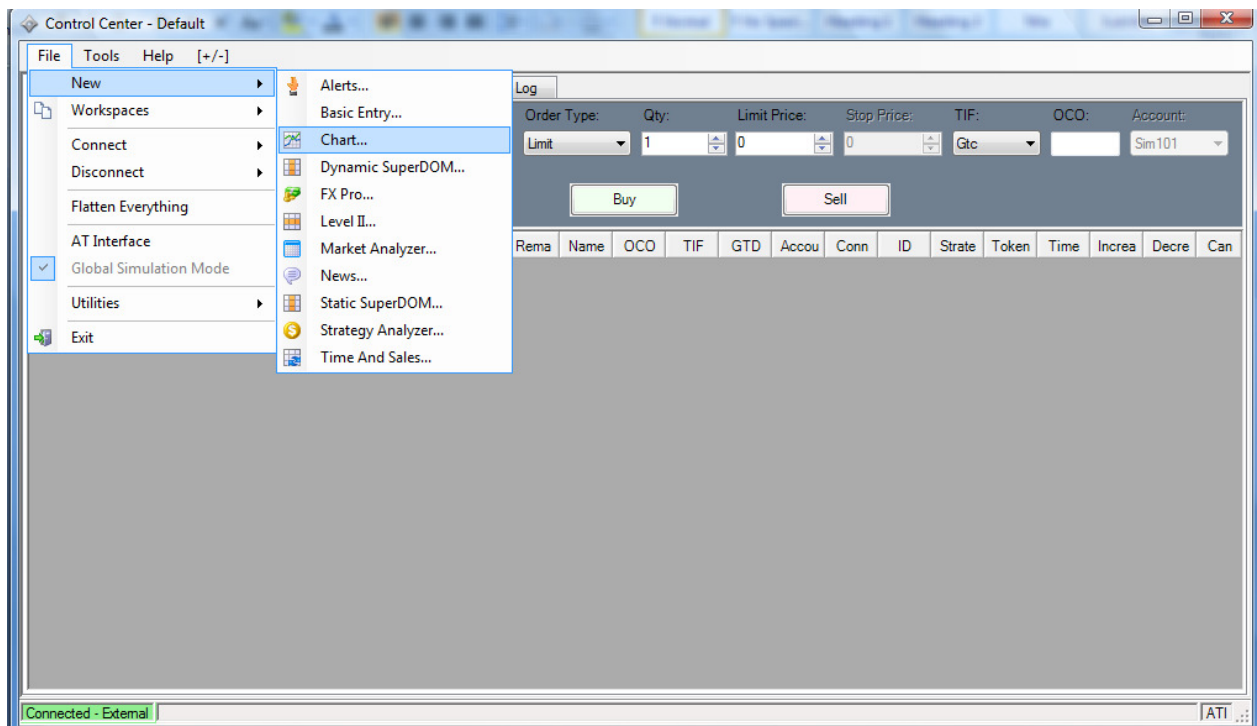 Control Center - Default
File Tools Help [+/-]
New
Workspaces
Connect
Disconnect
Flatten Everything
AT Interface
Global Simulation Mode
Utilities
Exit
Alerts...
Basic Entry...
Chart...
Dynamic SuperDOM...
FX Pro...
Level II...
Market Analyzer...
News...
Static SuperDOM...
Strategy Analyzer...
Time And Sales...
Log
Order Type: Qty: Limit Price: Stop Price: TIF: OCO: Account:
Limit 1 0 0 Gtc Sim101
Buy Sell
Rema Name OCO TIF GTD Accou Conn ID Strate Token Time Increa Decre Can
Connected - External ATI